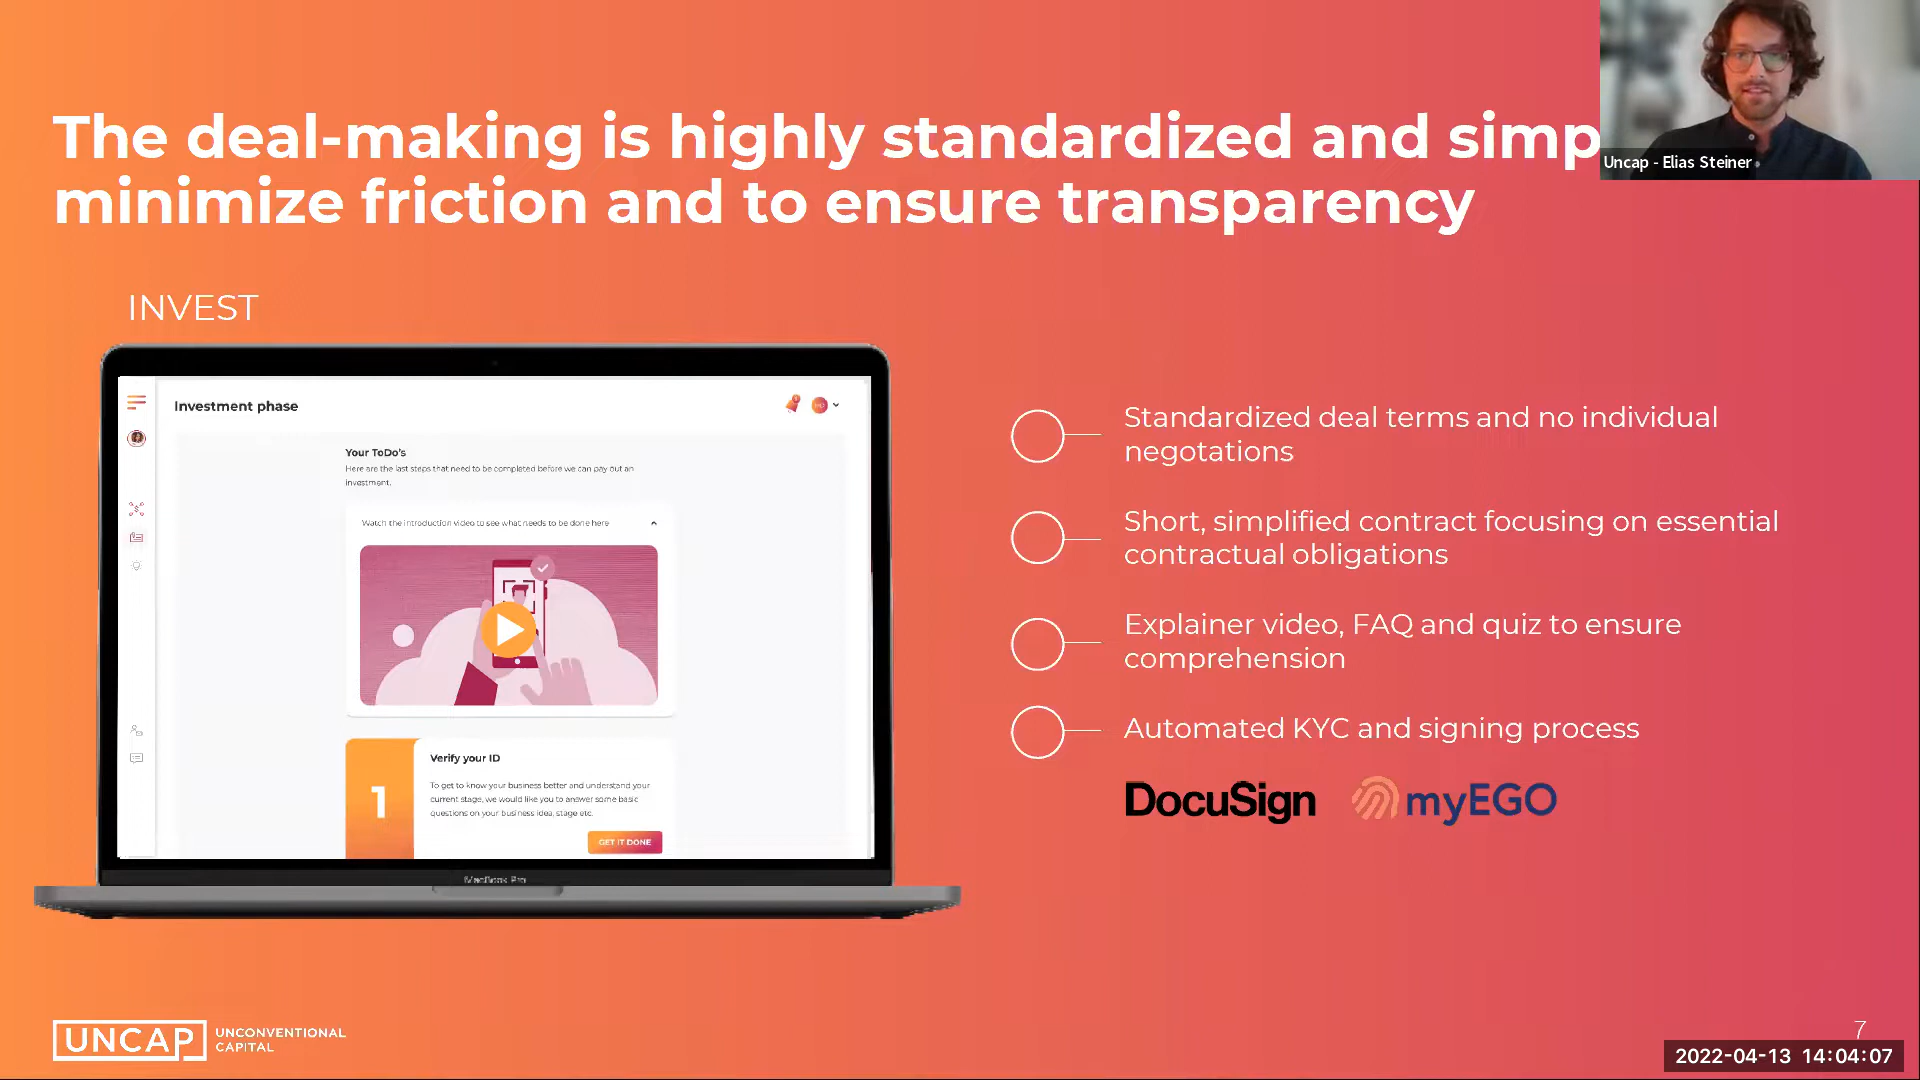 The deal-making is highly standardized and simp
minimize friction and to ensure transparency
Uncap - Elias Steiner
INVEST
Investment phase
Your ToDo's
Here are the last steps that need to be completed before we can pay out an
investment.
Watch the introduction video to see what needs to be done here
1
Verify your ID
To get to know your business better and understand your
current stage, we would like you to answer some basic
questions on your business idea, stage etc.
GET IT DONE
MacBook Pro
Standardized deal terms and no individual
negotations
Short, simplified contract focusing on essential
contractual obligations
Explainer video, FAQ and quiz to ensure
comprehension
Automated KYC and signing process
DocuSign
myEGO
UNCAP
UNCONVENTIONAL
CAPITAL
7
2022-04-13 14:04:07